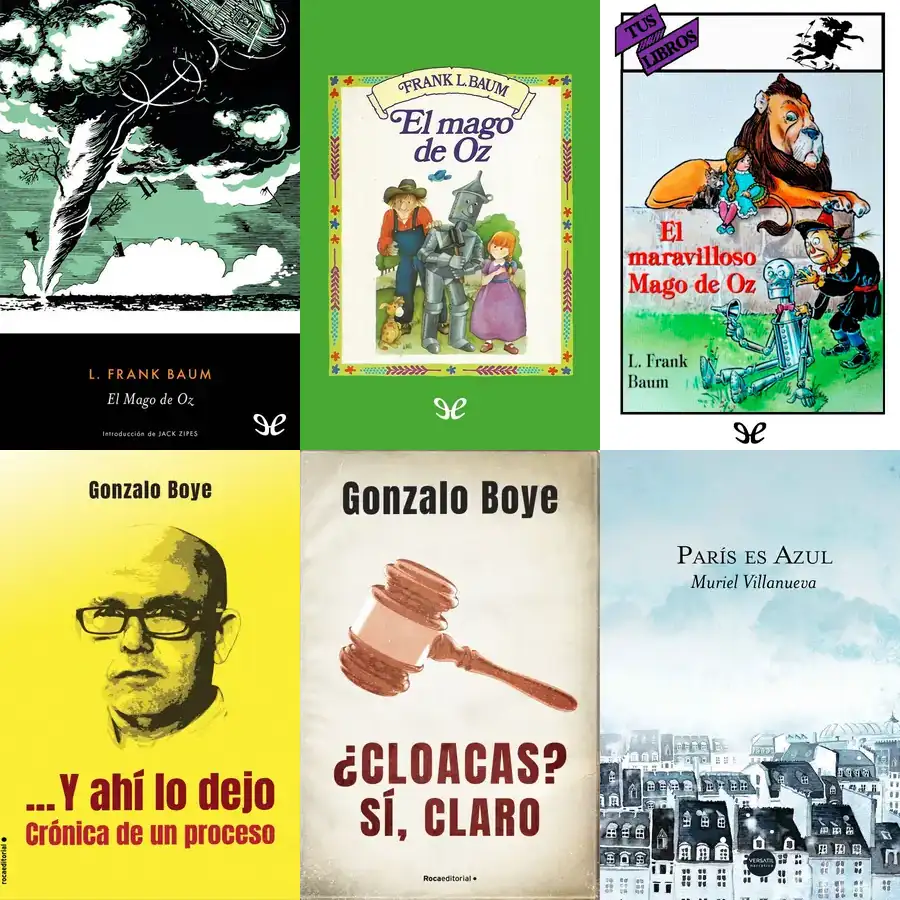 L. FRANK BAUM
El Mago de Oz
Introducción de JACK ZIPES
FRANK L. BAUM
El mago
de Oz
TUS
LIBROS
El
maravilloso
Mago de Oz
L. Frank
Baum
Gonzalo Boye
...Y ahí lo dejo
Crónica de un proceso
rocaeditorial
Gonzalo Boye
¿CLOACAS?
SÍ, CLARO
Rocaeditorial
París es Azul
Muriel Villanueva
VERSATIL
narrativa